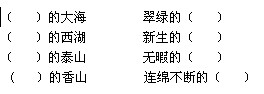 （　　）的大海　　　翠绿的（　　）
（　　）的西湖　　　新生的（　　）
（　　）的泰山　　　无暇的（　　）
（　　）的香山　　　连绵不断的（　　）